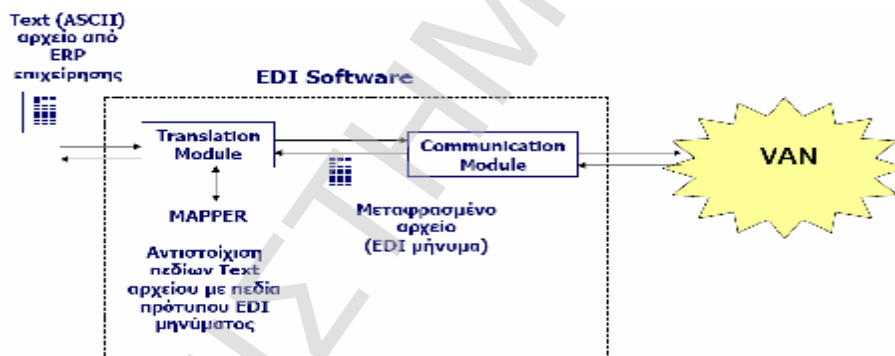 Text (ASCII)
αρχείο από
ERP
επιχείρησης
EDI Software
Translation
Module
Communication
Module
VAN
MAPPER
Μεταφρασμένο
αρχείο
(EDI μήνυμα)
Αντιστοίχιση
πεδίων Text
αρχείου με πεδία
πρότυπου EDI
μηνύματος